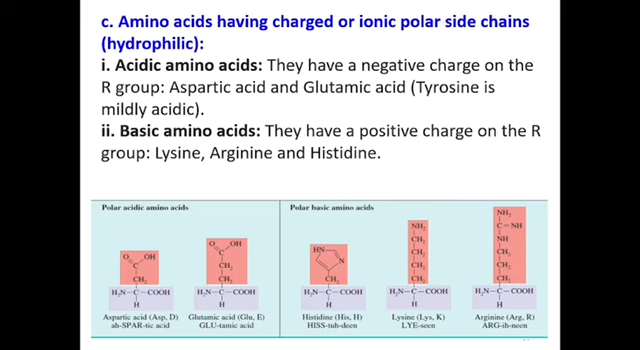 c. Amino acids having charged or ionic polar side chains
(hydrophilic):
i. Acidic amino acids: They have a negative charge on the
R group: Aspartic acid and Glutamic acid (Tyrosine is
mildly acidic).
ii. Basic amino acids: They have a positive charge on the R
group: Lysine, Arginine and Histidine.
Polar acidic amino acids
O OH
CH₂
H₂N—C—COOH
H
Aspartic acid (Asp, D)
ah-SPAR-tic acid
O OH
C
CH₂
CH₂
H₂N—C—COOH
H
Glutamic acid (Glu, E)
GLU-tamic acid
Polar basic amino acids
HN
N
CH₂
H₂N—C—COOH
H
Histidine (His, H)
HISS-tuh-deen
NH₂
CH₂
CH₂
CH₂
CH₂
H₂N—C—COOH
H
Lysine (Lys, K)
LYE-seen
NH₂
C=NH
NH
CH₂
CH₂
CH₂
H₂N—C—COOH
H
Arginine (Arg, R)
ARG-ih-neen